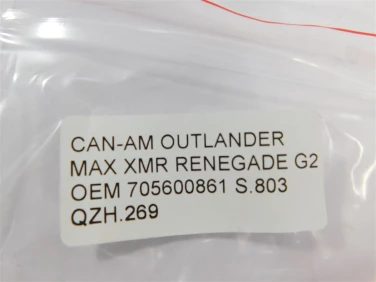 CAN-AM OUTLANDER
MAX XMR RENEGADE G2
OEM 705600861 S.803
QZH.269